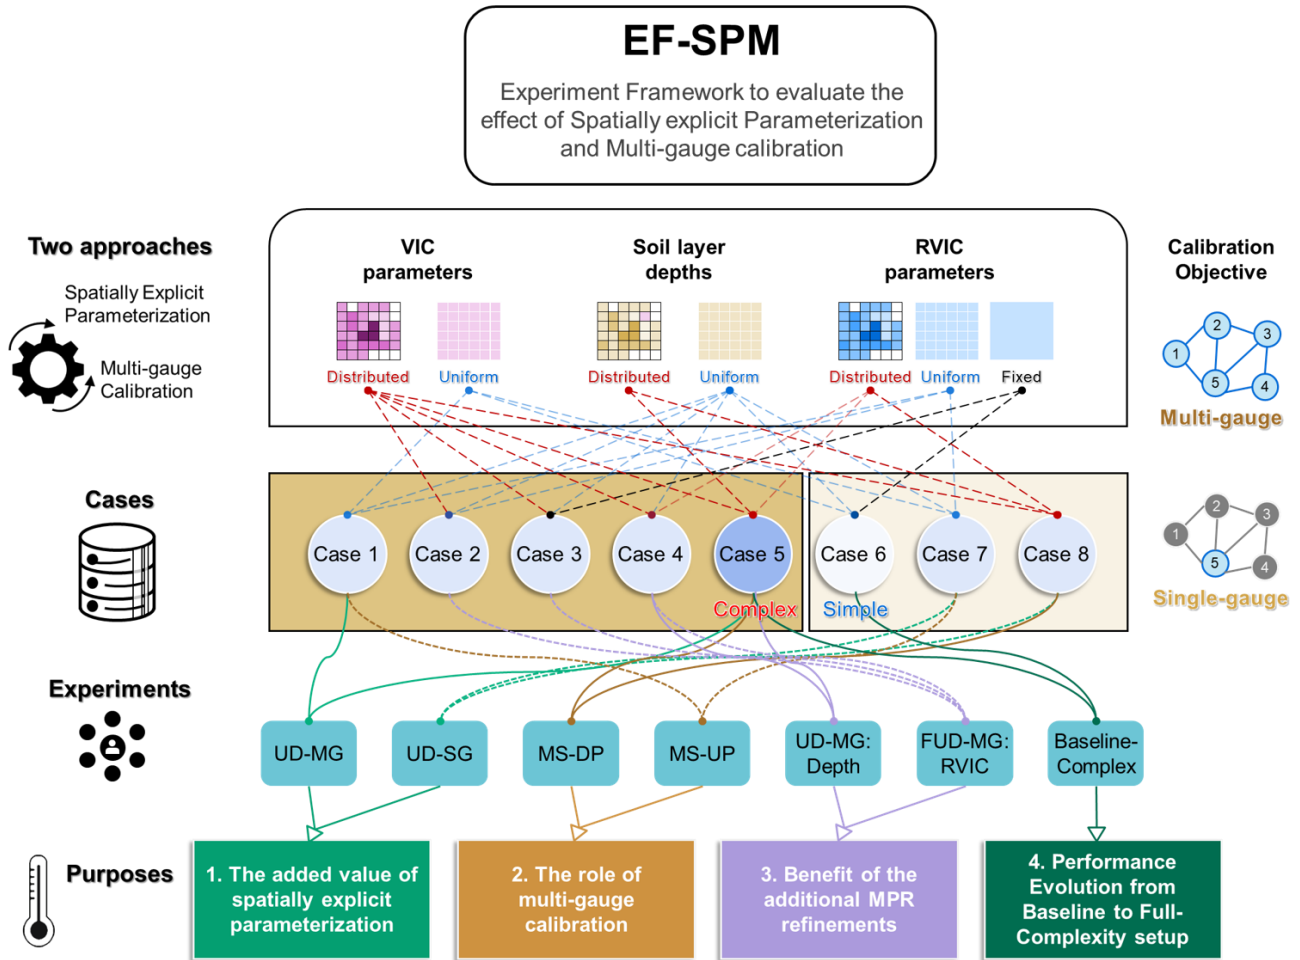 EF-SPM
Experiment Framework to evaluate the
effect of Spatially explicit Parameterization
and Multi-gauge calibration
Two approaches
Spatially Explicit
Parameterization
Multi-gauge
Calibration
VIC
parameters
Soil layer
depths
RVIC
parameters
Distributed
Uniform
Distributed
Uniform
Distributed
Uniform
Fixed
Calibration
Objective
1
2
3
4
5
Multi-gauge
Cases
Case 1
Case 2
Case 3
Case 4
Case 5
Case 6
Case 7
Case 8
Complex
Simple
1
2
3
4
5
Single-gauge
Experiments
UD-MG
UD-SG
MS-DP
MS-UP
UD-MG:
Depth
FUD-MG:
RVIC
Baseline-
Complex
Purposes
1. The added value of
spatially explicit
parameterization
2. The role of
multi-gauge
calibration
3. Benefit of the
additional MPR
refinements
4. Performance
Evolution from
Baseline to Full-
Complexity setup